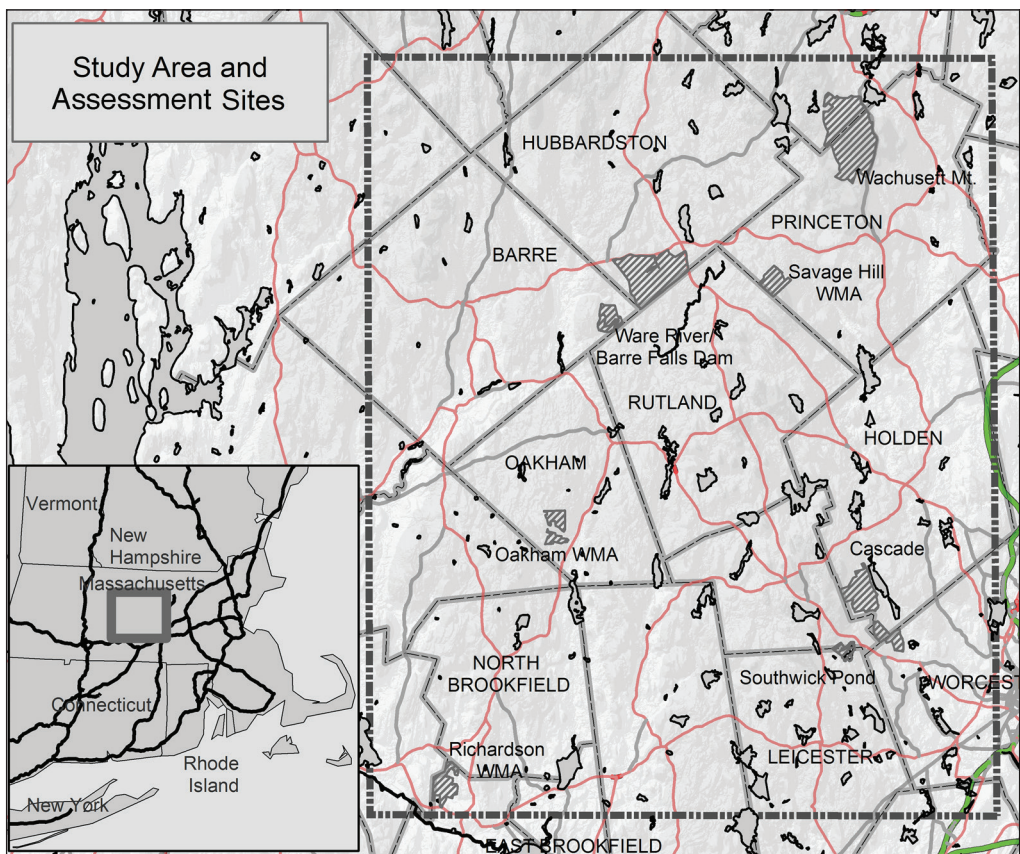 Study Area and
Assessment Sites
HUBBARDSTON
Wachusett Mt.
PRINCETON
BARRE
Savage Hill
WMA
Ware River/
Barre Falls Dam
RUTLAND
HOLDEN
OAKHAM
Oakham WMA
Cascade
NORTH
BROOKFIELD
Southwick Pond
WORCEST
Richardson
WMA
LEICESTER
EAST BROOKFIELD
Vermont
New
Hampshire
Massachusetts
Connecticut
Rhode
Island
New York